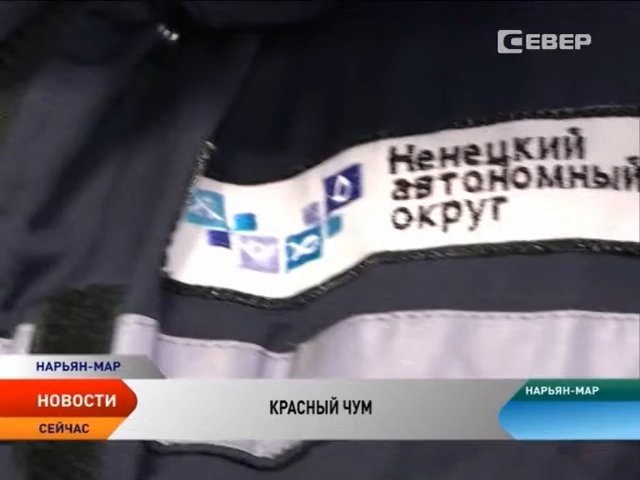 СЕВЕР
Ненецкий
автономный
округ
НАРЬЯН-МАР
НОВОСТИ
СЕЙЧАС
КРАСНЫЙ ЧУМ
НАРЬЯН-МАР